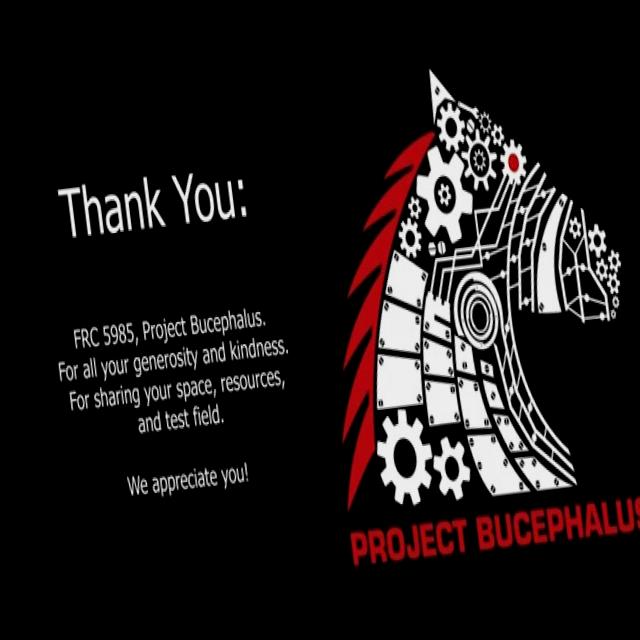 Thank You:
FRC 5985, Project Bucephalus.
For all your generosity and kindness.
For sharing your space, resources,
and test field.
We appreciate you!
PROJECT BUCEPHALUS